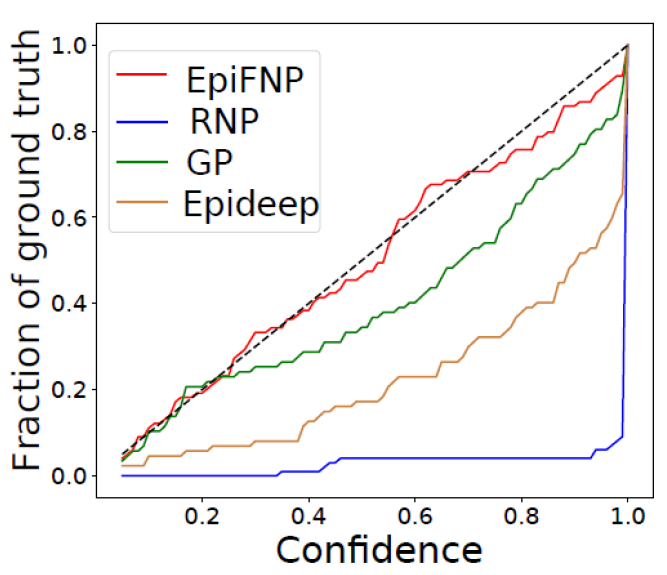 Fraction of ground truth
1.0
0.8
0.6
0.4
0.2
0.0
EpiFNP
RNP
GP
Epideep
0.2 0.4 0.6 0.8 1.0
Confidence